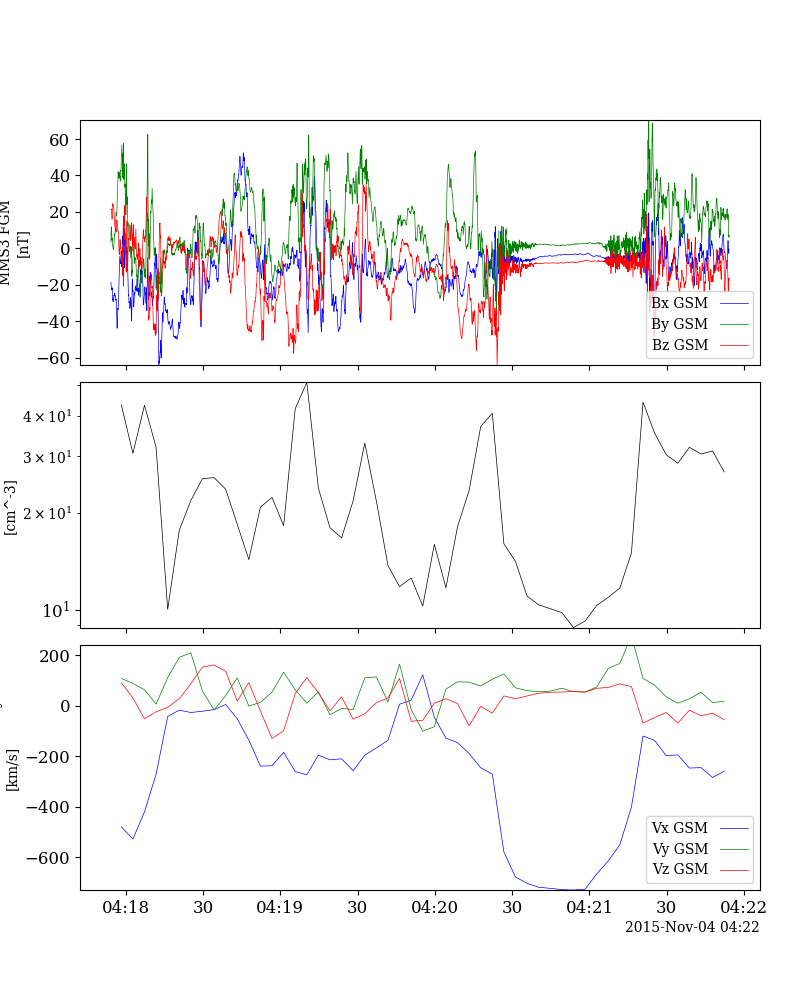 60
40
20
0
−20
−40
−60
MMS3 FGM
[nT]
Bx GSM
By GSM
Bz GSM
4 × 10¹
3 × 10¹
2 × 10¹
10¹
[cm^-3]
200
0
−200
−400
−600
[km/s]
Vx GSM
Vy GSM
Vz GSM
04:18 30 04:19 30 04:20 30 04:21 30 04:22
2015-Nov-04 04:22